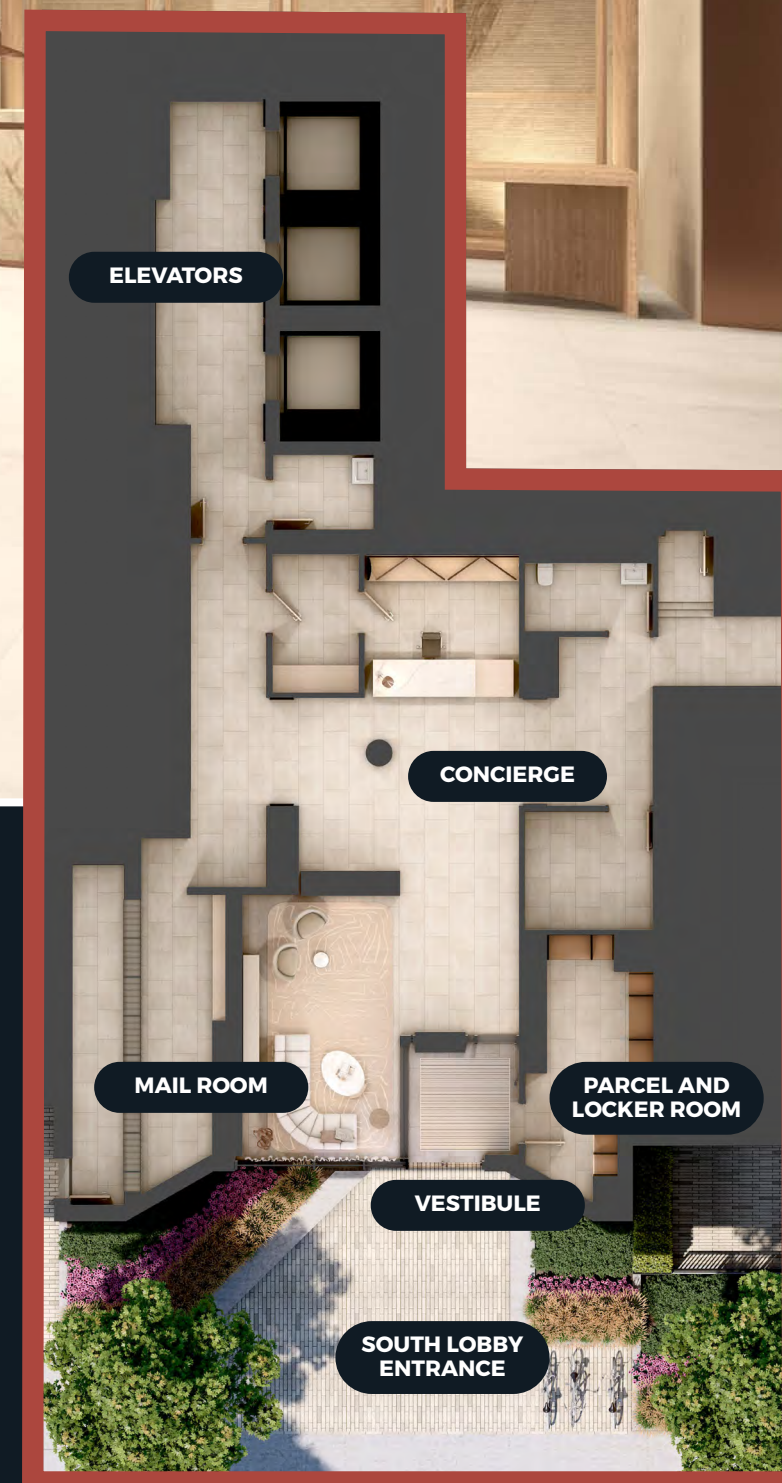 ELEVATORS
CONCIERGE
MAIL ROOM
PARCEL AND
LOCKER ROOM
VESTIBULE
SOUTH LOBBY
ENTRANCE